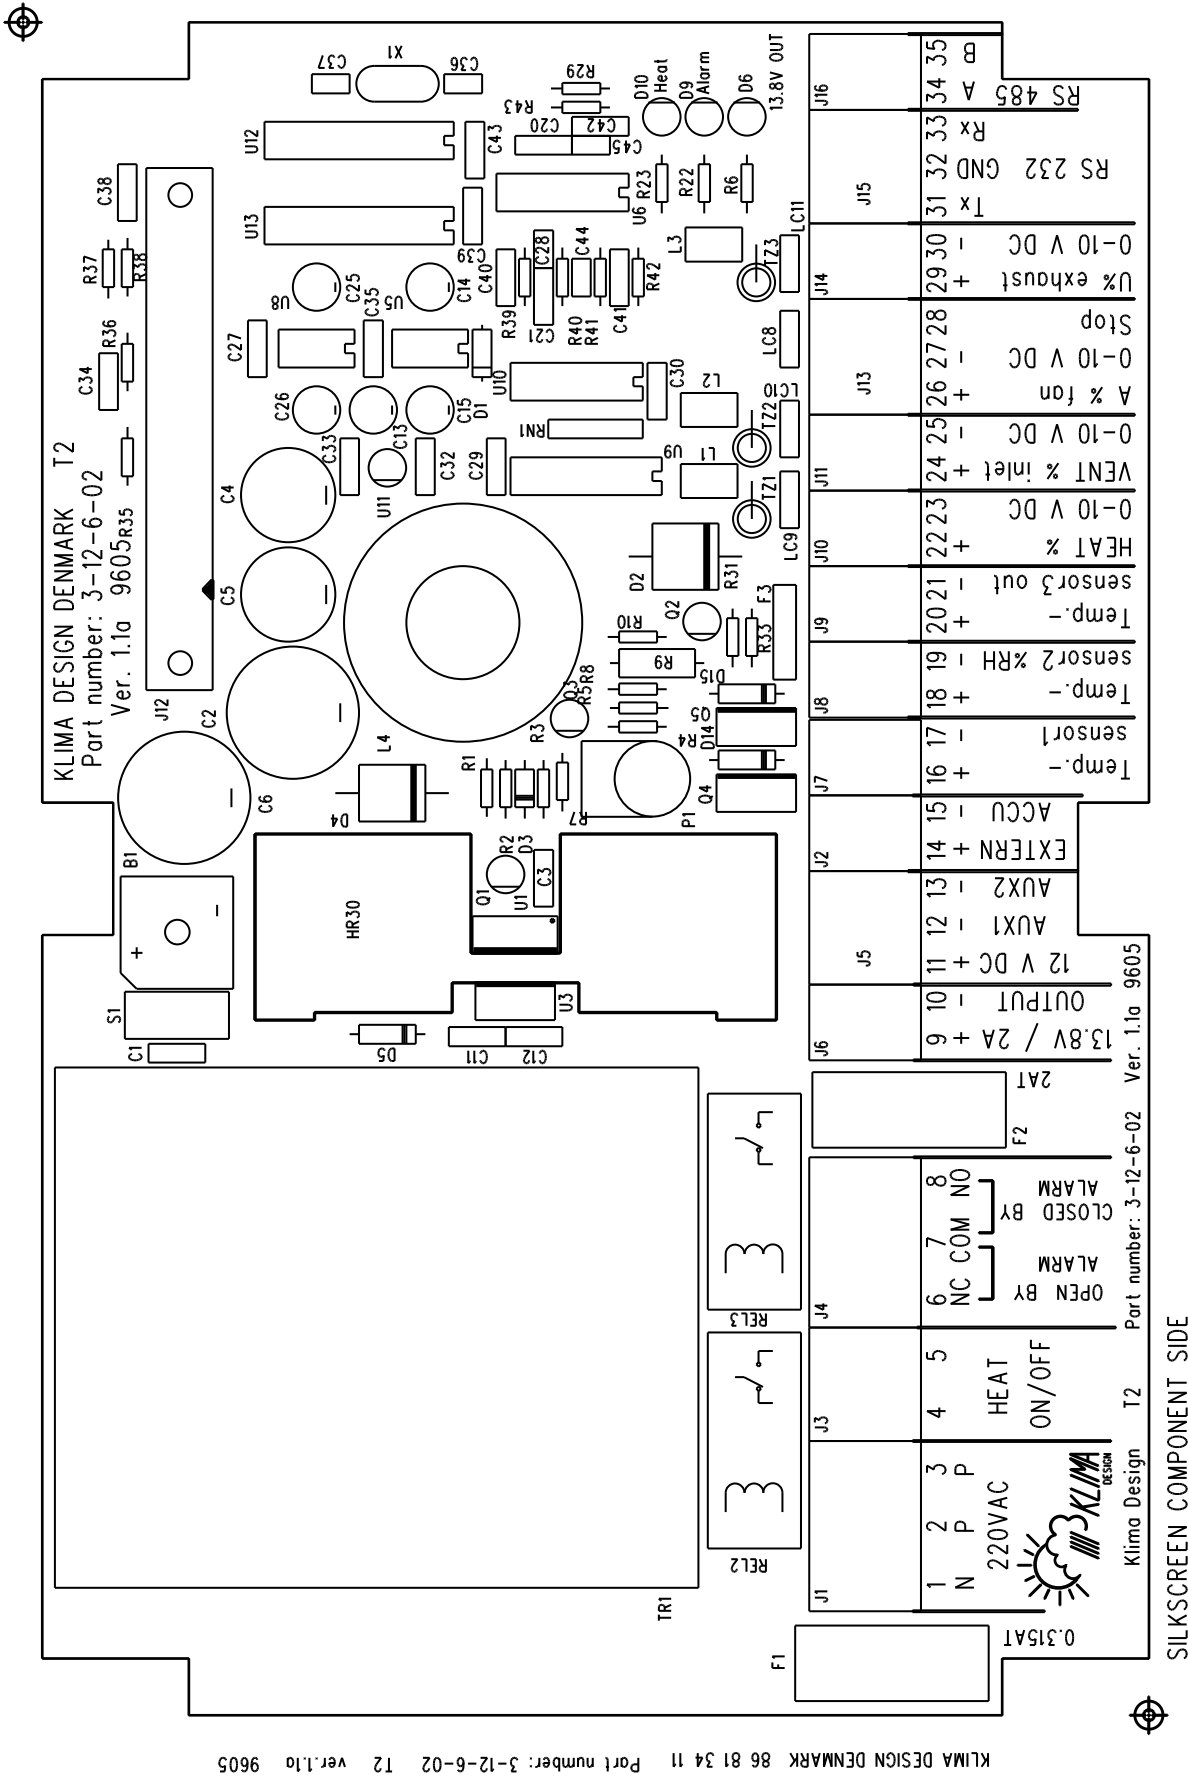 KLIMA DESIGN DENMARK T2
Part number: 3-12-6-02
Ver. 1.1a 9605
C37
X1
C36
R29
R43
C20
C42
C45
D10
Heat
D9
Alarm
D6
13.8V OUT
U12
C43
C38
U13
C39
U6
R23
R22
R6
R37
R38
U8
C25
C35
U5
C14
C40
C28
C44
R42
L3
TZ3
LC11
R36
C34
C27
R39
C21
R40
R41
C41
LC8
C26
C33
C13
C15
D1
U10
C30
L2
LC10
RN1
TZ2
R35
C4
U11
C32
C29
U9
L1
TZ1
LC9
C5
D2
R31
Q2
F3
R10
R33
R9
D15
J12
C2
L4
Q3
R5
R8
R3
Q5
D14
R4
R1
C6
D4
R7
P1
Q4
B1
R2
D3
Q1
U1
C3
HR30
+
-
S1
C1
D5
C11
C12
U3
TR1
REL3
REL2
J16
34 35
A B
RS 485
J15
31 32 33
Tx GND Rx
RS 232
J14
29 30
+ -
U% exhaust
0-10 V DC
J13
26 27 28
+ -
A % fan
0-10 V DC
Stop
J11
24 25
+ -
VENT % inlet
0-10 V DC
J10
22 23
+ -
HEAT %
0-10 V DC
J9
20 21
+ -
Temp.-
sensor3 out
J8
18 19
+ -
Temp.-
sensor2 %RH
J7
16 17
+ -
Temp.-
sensor1
J2
14 15
+ -
EXTERN
ACCU
J5
11 12 13
+ - -
12 V DC
AUX1
AUX2
J6
9 10
+ -
13.8V / 2A
OUTPUT
F2
2AT
J4
6 7 8
NC COM NO
OPEN BY
ALARM
CLOSED BY
ALARM
J3
4 5
HEAT
ON/OFF
J1
1 2 3
N P P
220VAC
KLIMA
DESIGN
F1
0.315AT
Klima Design T2 Part number: 3-12-6-02 Ver. 1.1a 9605
SILKSCREEN COMPONENT SIDE
KLIMA DESIGN DENMARK 86 81 34 11 Part number: 3-12-6-02 T2 ver.1.1a 9605